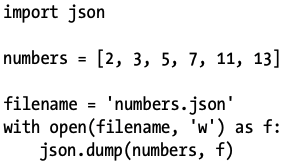 import json

numbers = [2, 3, 5, 7, 11, 13]

filename = 'numbers.json'
with open(filename, 'w') as f:
    json.dump(numbers, f)